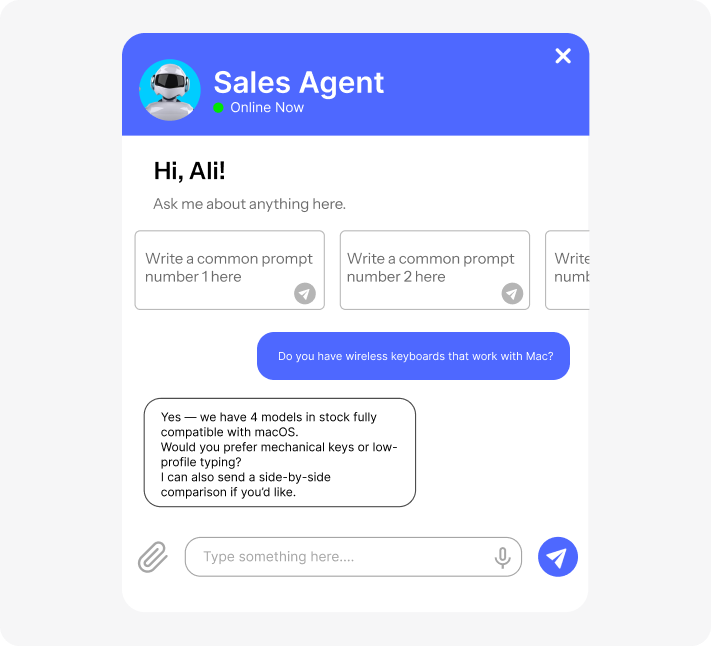 Sales Agent
Online Now
Hi, Ali!
Ask me about anything here.
Write a common prompt
number 1 here
Write a common prompt
number 2 here
Write
numb
Do you have wireless keyboards that work with Mac?
Yes — we have 4 models in stock fully
compatible with macOS.
Would you prefer mechanical keys or low-
profile typing?
I can also send a side-by-side
comparison if you’d like.
Type something here....